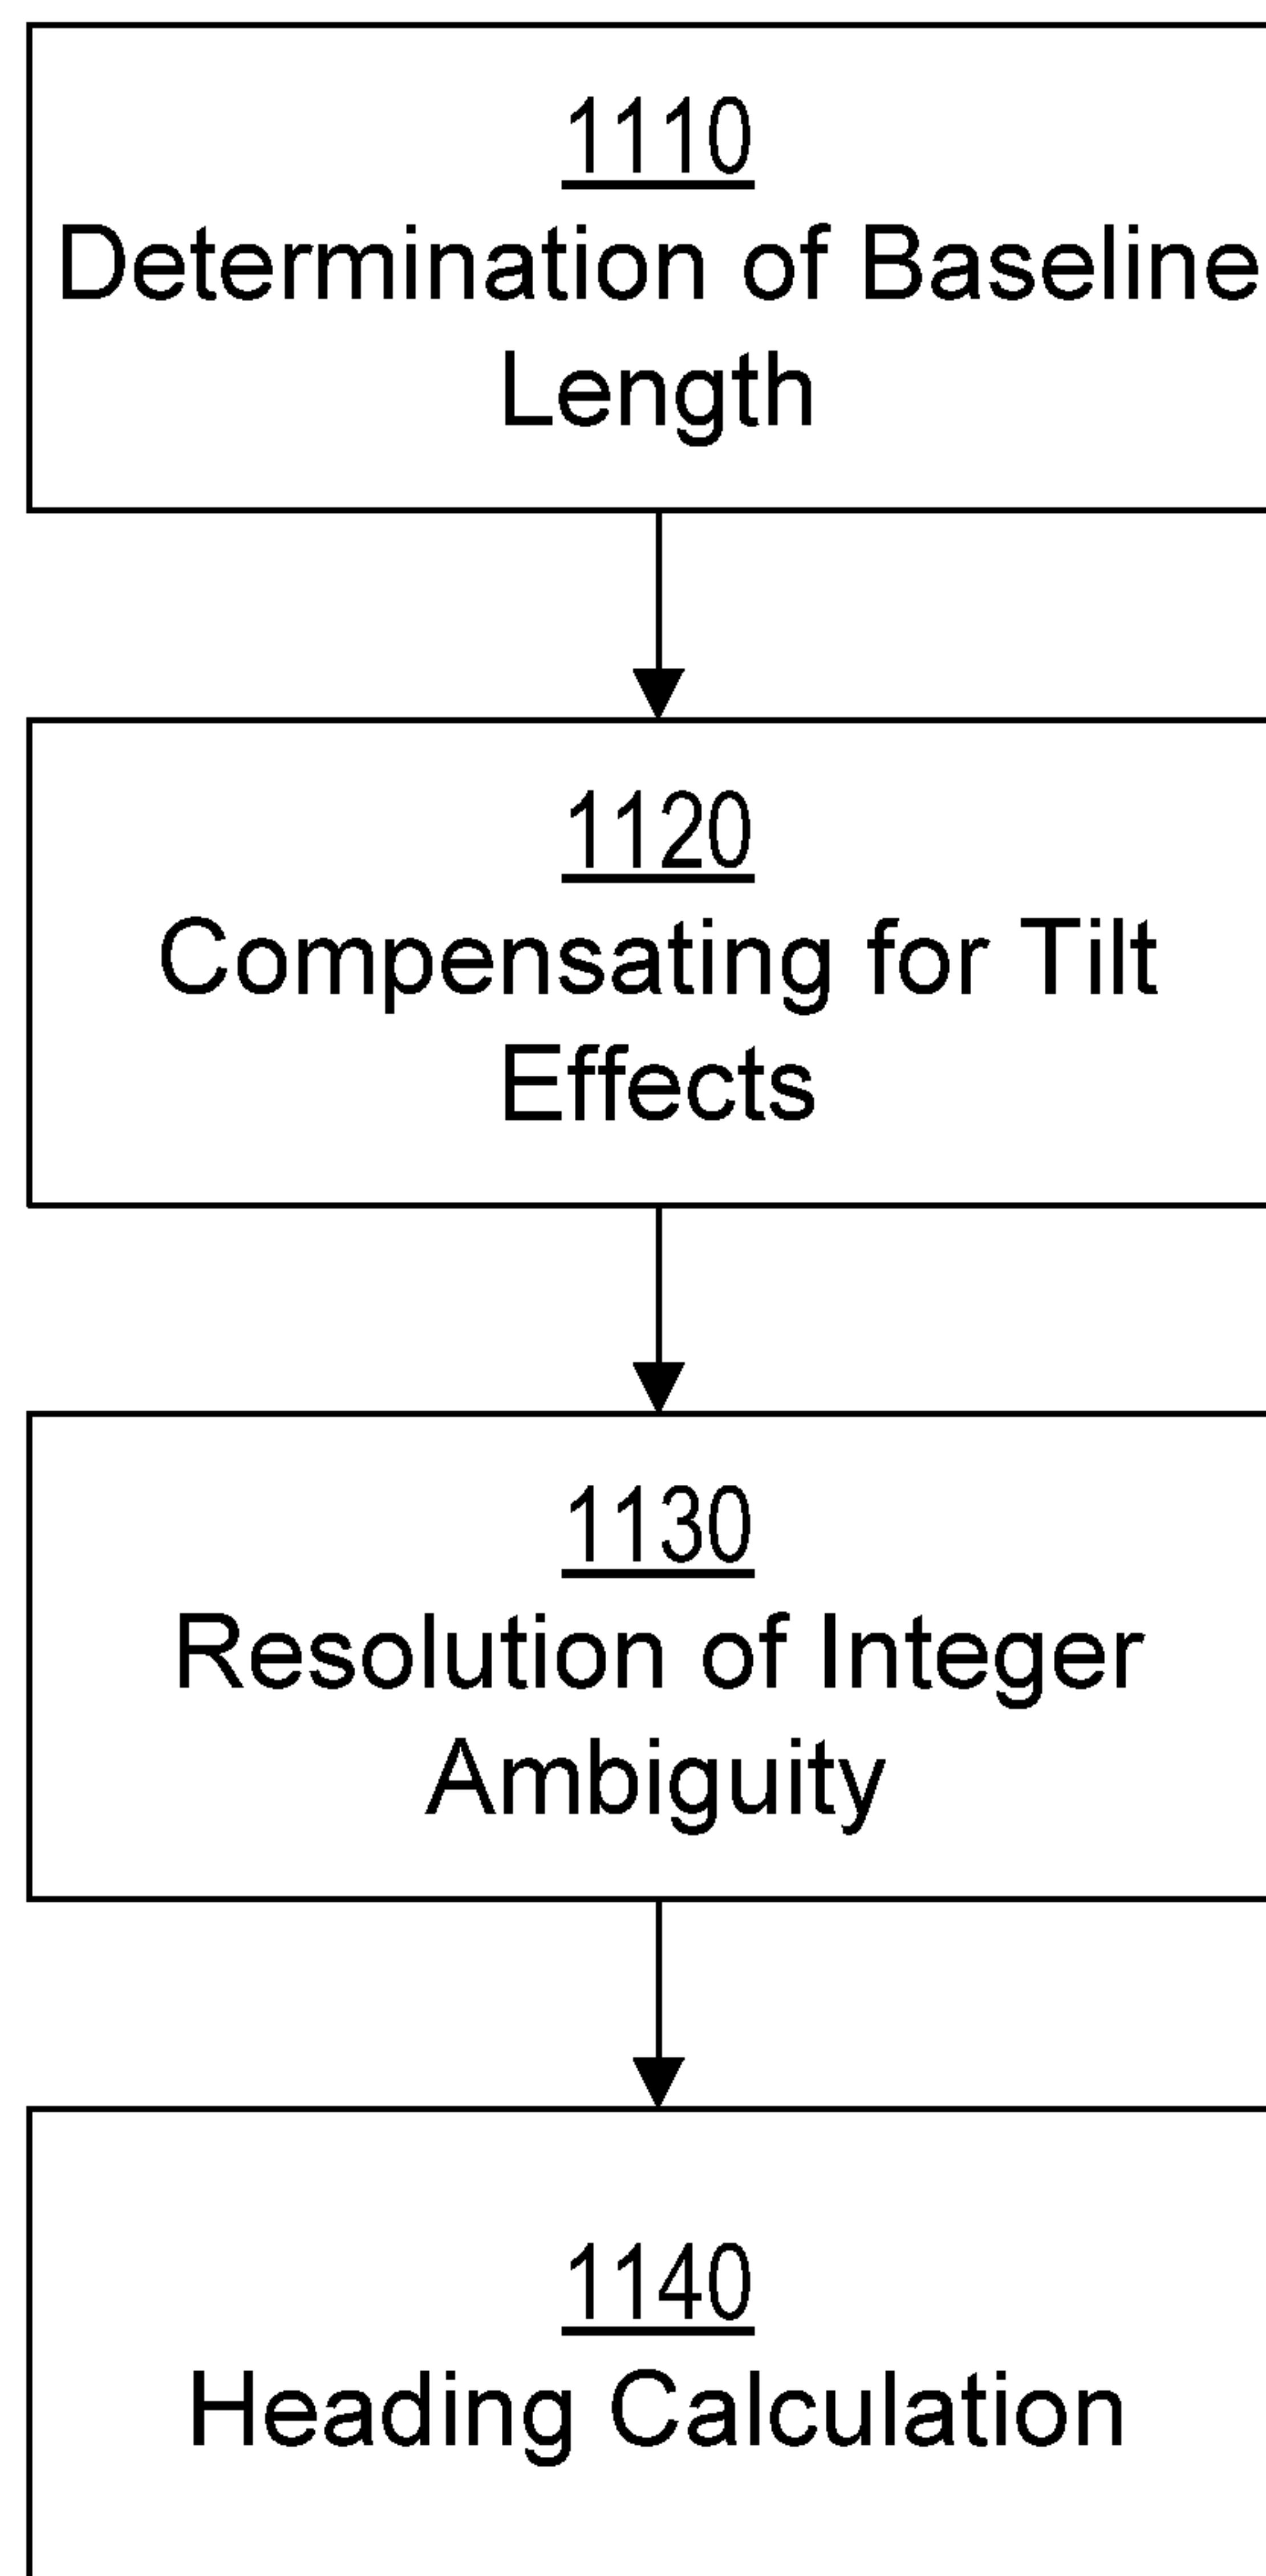 1110
Determination of Baseline
Length
1120
Compensating for Tilt
Effects
1130
Resolution of Integer
Ambiguity
1140
Heading Calculation